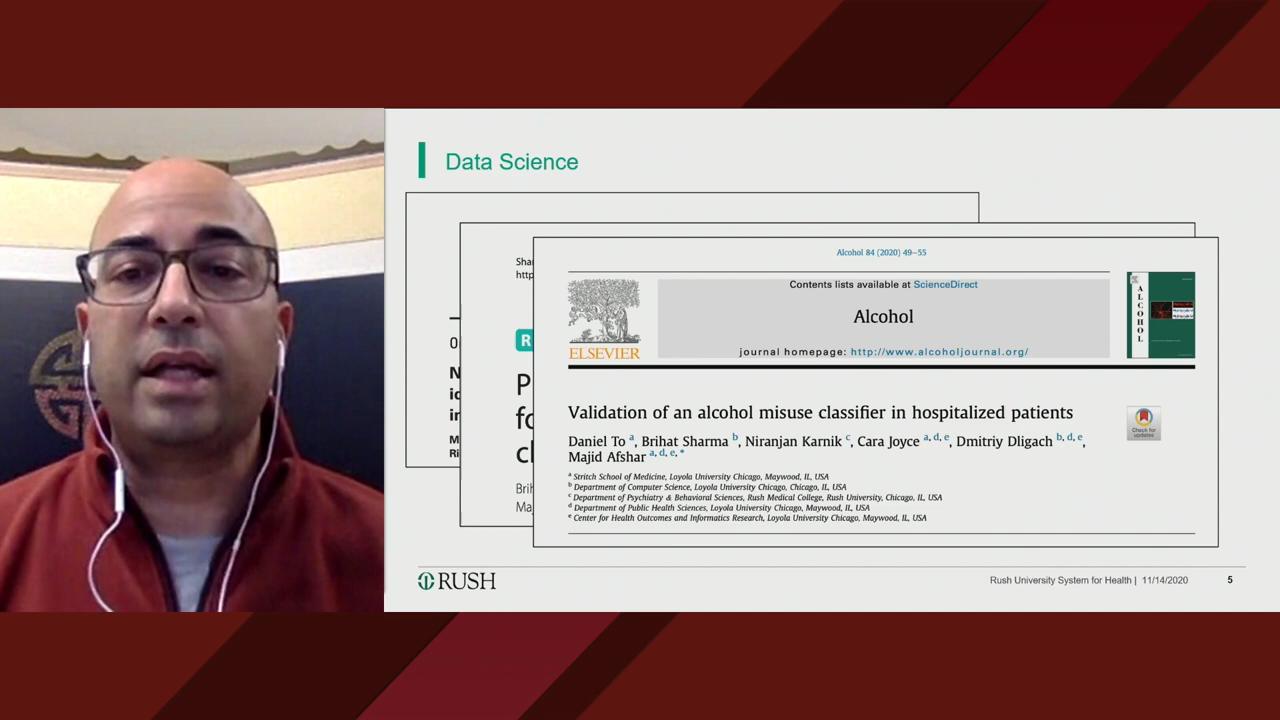 Data Science
Alcohol 84 (2020) 49–55
Contents lists available at ScienceDirect
Alcohol
ELSEVIER
journal homepage: http://www.alcoholjournal.org/
ALCOHOL
Validation of an alcohol misuse classifier in hospitalized patients
Check for
updates
Daniel To a, Brihat Sharma b, Niranjan Karnik c, Cara Joyce a, d, e, Dmitriy Dligach b, d, e,
Majid Afshar a, d, e, *
a Stritch School of Medicine, Loyola University Chicago, Maywood, IL, USA
b Department of Computer Science, Loyola University Chicago, Chicago, IL, USA
c Department of Psychiatry & Behavioral Sciences, Rush Medical College, Rush University, Chicago, IL, USA
d Department of Public Health Sciences, Loyola University Chicago, Maywood, IL, USA
e Center for Health Outcomes and Informatics Research, Loyola University Chicago, Maywood, IL, USA
RUSH
Rush University System for Health | 11/14/2020 5